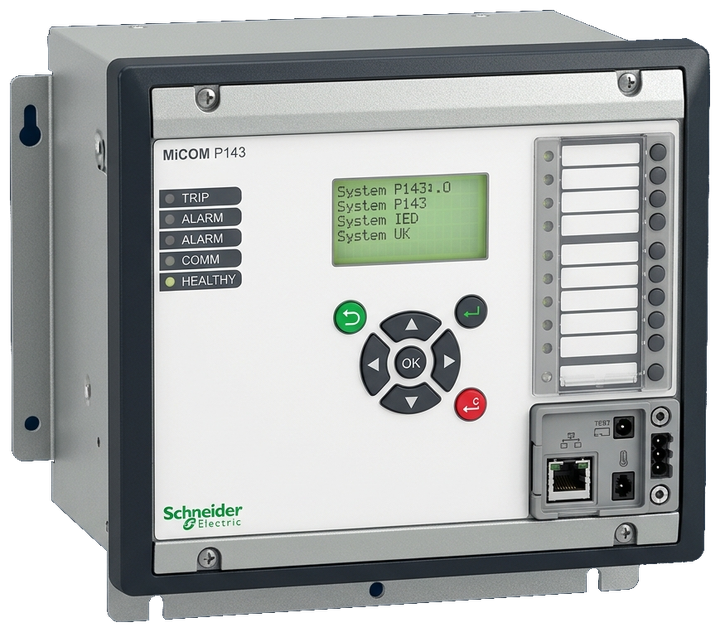 MiCOM P143
TRIP
ALARM
ALARM
COMM
HEALTHY
System P143:.0
System P143
System IED
System UK
OK
C
TEST
Schneider
Electric